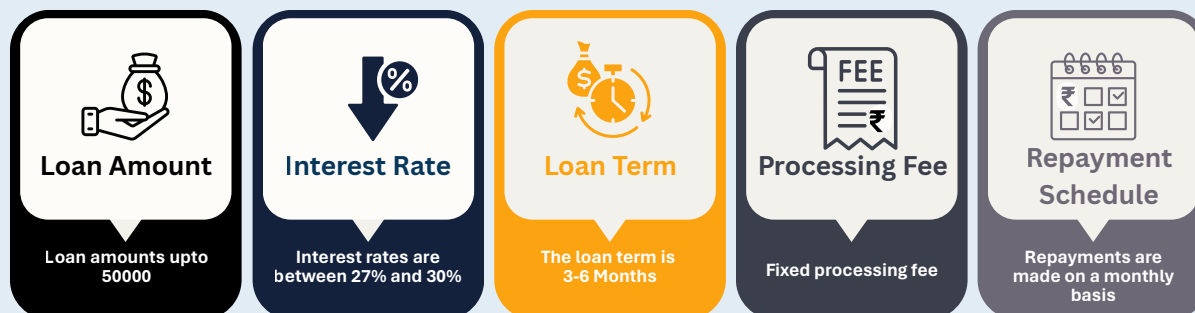 Loan Amount
Loan amounts upto
50000
%
Interest Rate
Interest rates are
between 27% and 30%
$
Loan Term
The loan term is
3-6 Months
FEE
₹
Processing Fee
Fixed processing fee
₹
Repayment
Schedule
Repayments are
made on a monthly
basis